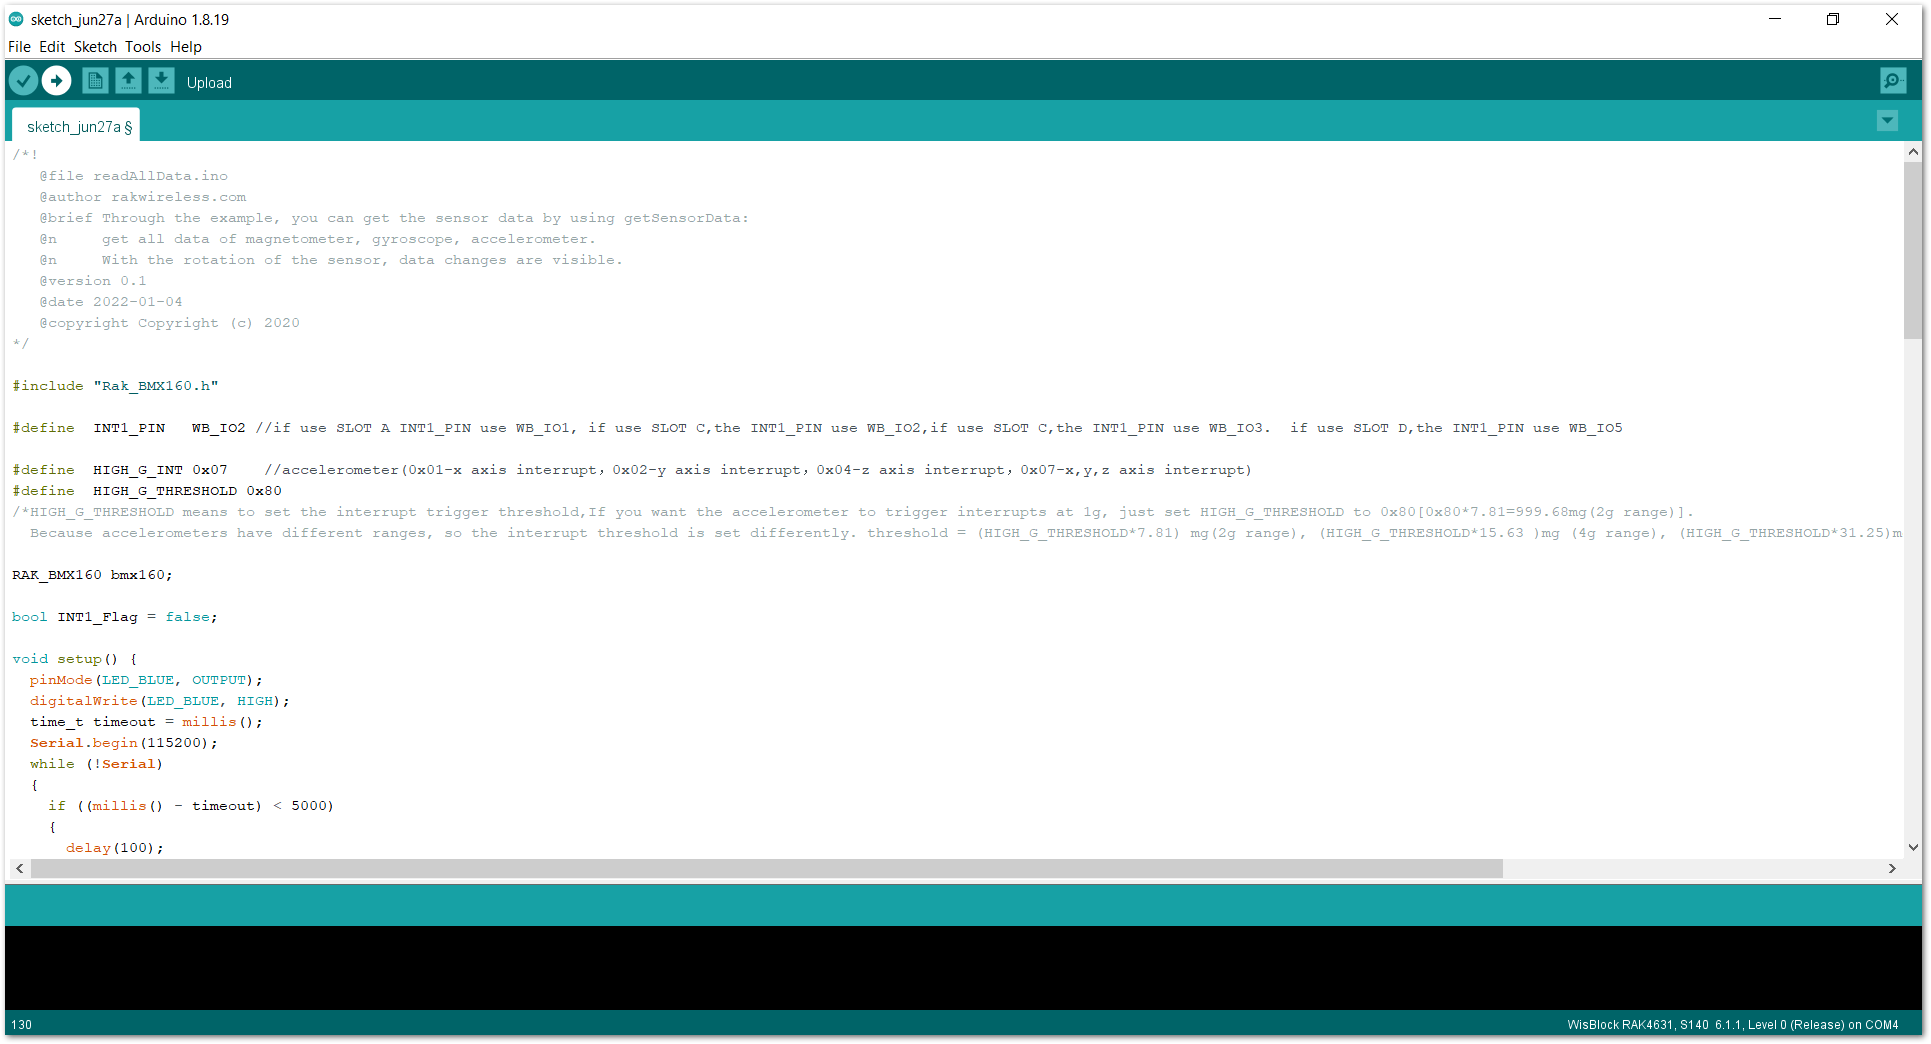 sketch_jun27a | Arduino 1.8.19
File Edit Sketch Tools Help
Upload
sketch_jun27a §
/*!
   @file readAllData.ino
   @author rakwireless.com
   @brief Through the example, you can get the sensor data by using getSensorData:
   @n     get all data of magnetometer, gyroscope, accelerometer.
   @n     With the rotation of the sensor, data changes are visible.
   @version 0.1
   @date 2022-01-04
   @copyright Copyright (c) 2020
*/
#include "Rak_BMX160.h"
#define  INT1_PIN   WB_IO2 //if use SLOT A INT1_PIN use WB_IO1, if use SLOT C,the INT1_PIN use WB_IO2,if use SLOT C,the INT1_PIN use WB_IO3.  if use SLOT D,the INT1_PIN use WB_IO5
#define  HIGH_G_INT 0x07    //accelerometer(0x01-x axis interrupt，0x02-y axis interrupt，0x04-z axis interrupt，0x07-x,y,z axis interrupt)
#define  HIGH_G_THRESHOLD 0x80
/*HIGH_G_THRESHOLD means to set the interrupt trigger threshold,If you want the accelerometer to trigger interrupts at 1g, just set HIGH_G_THRESHOLD to 0x80[0x80*7.81=999.68mg(2g range)].
  Because accelerometers have different ranges, so the interrupt threshold is set differently. threshold = (HIGH_G_THRESHOLD*7.81) mg(2g range), (HIGH_G_THRESHOLD*15.63 )mg (4g range), (HIGH_G_THRESHOLD*31.25)m
RAK_BMX160 bmx160;
bool INT1_Flag = false;
void setup() {
  pinMode(LED_BLUE, OUTPUT);
  digitalWrite(LED_BLUE, HIGH);
  time_t timeout = millis();
  Serial.begin(115200);
  while (!Serial)
  {
    if ((millis() - timeout) < 5000)
    {
      delay(100);
130
WisBlock RAK4631, S140 6.1.1, Level 0 (Release) on COM4